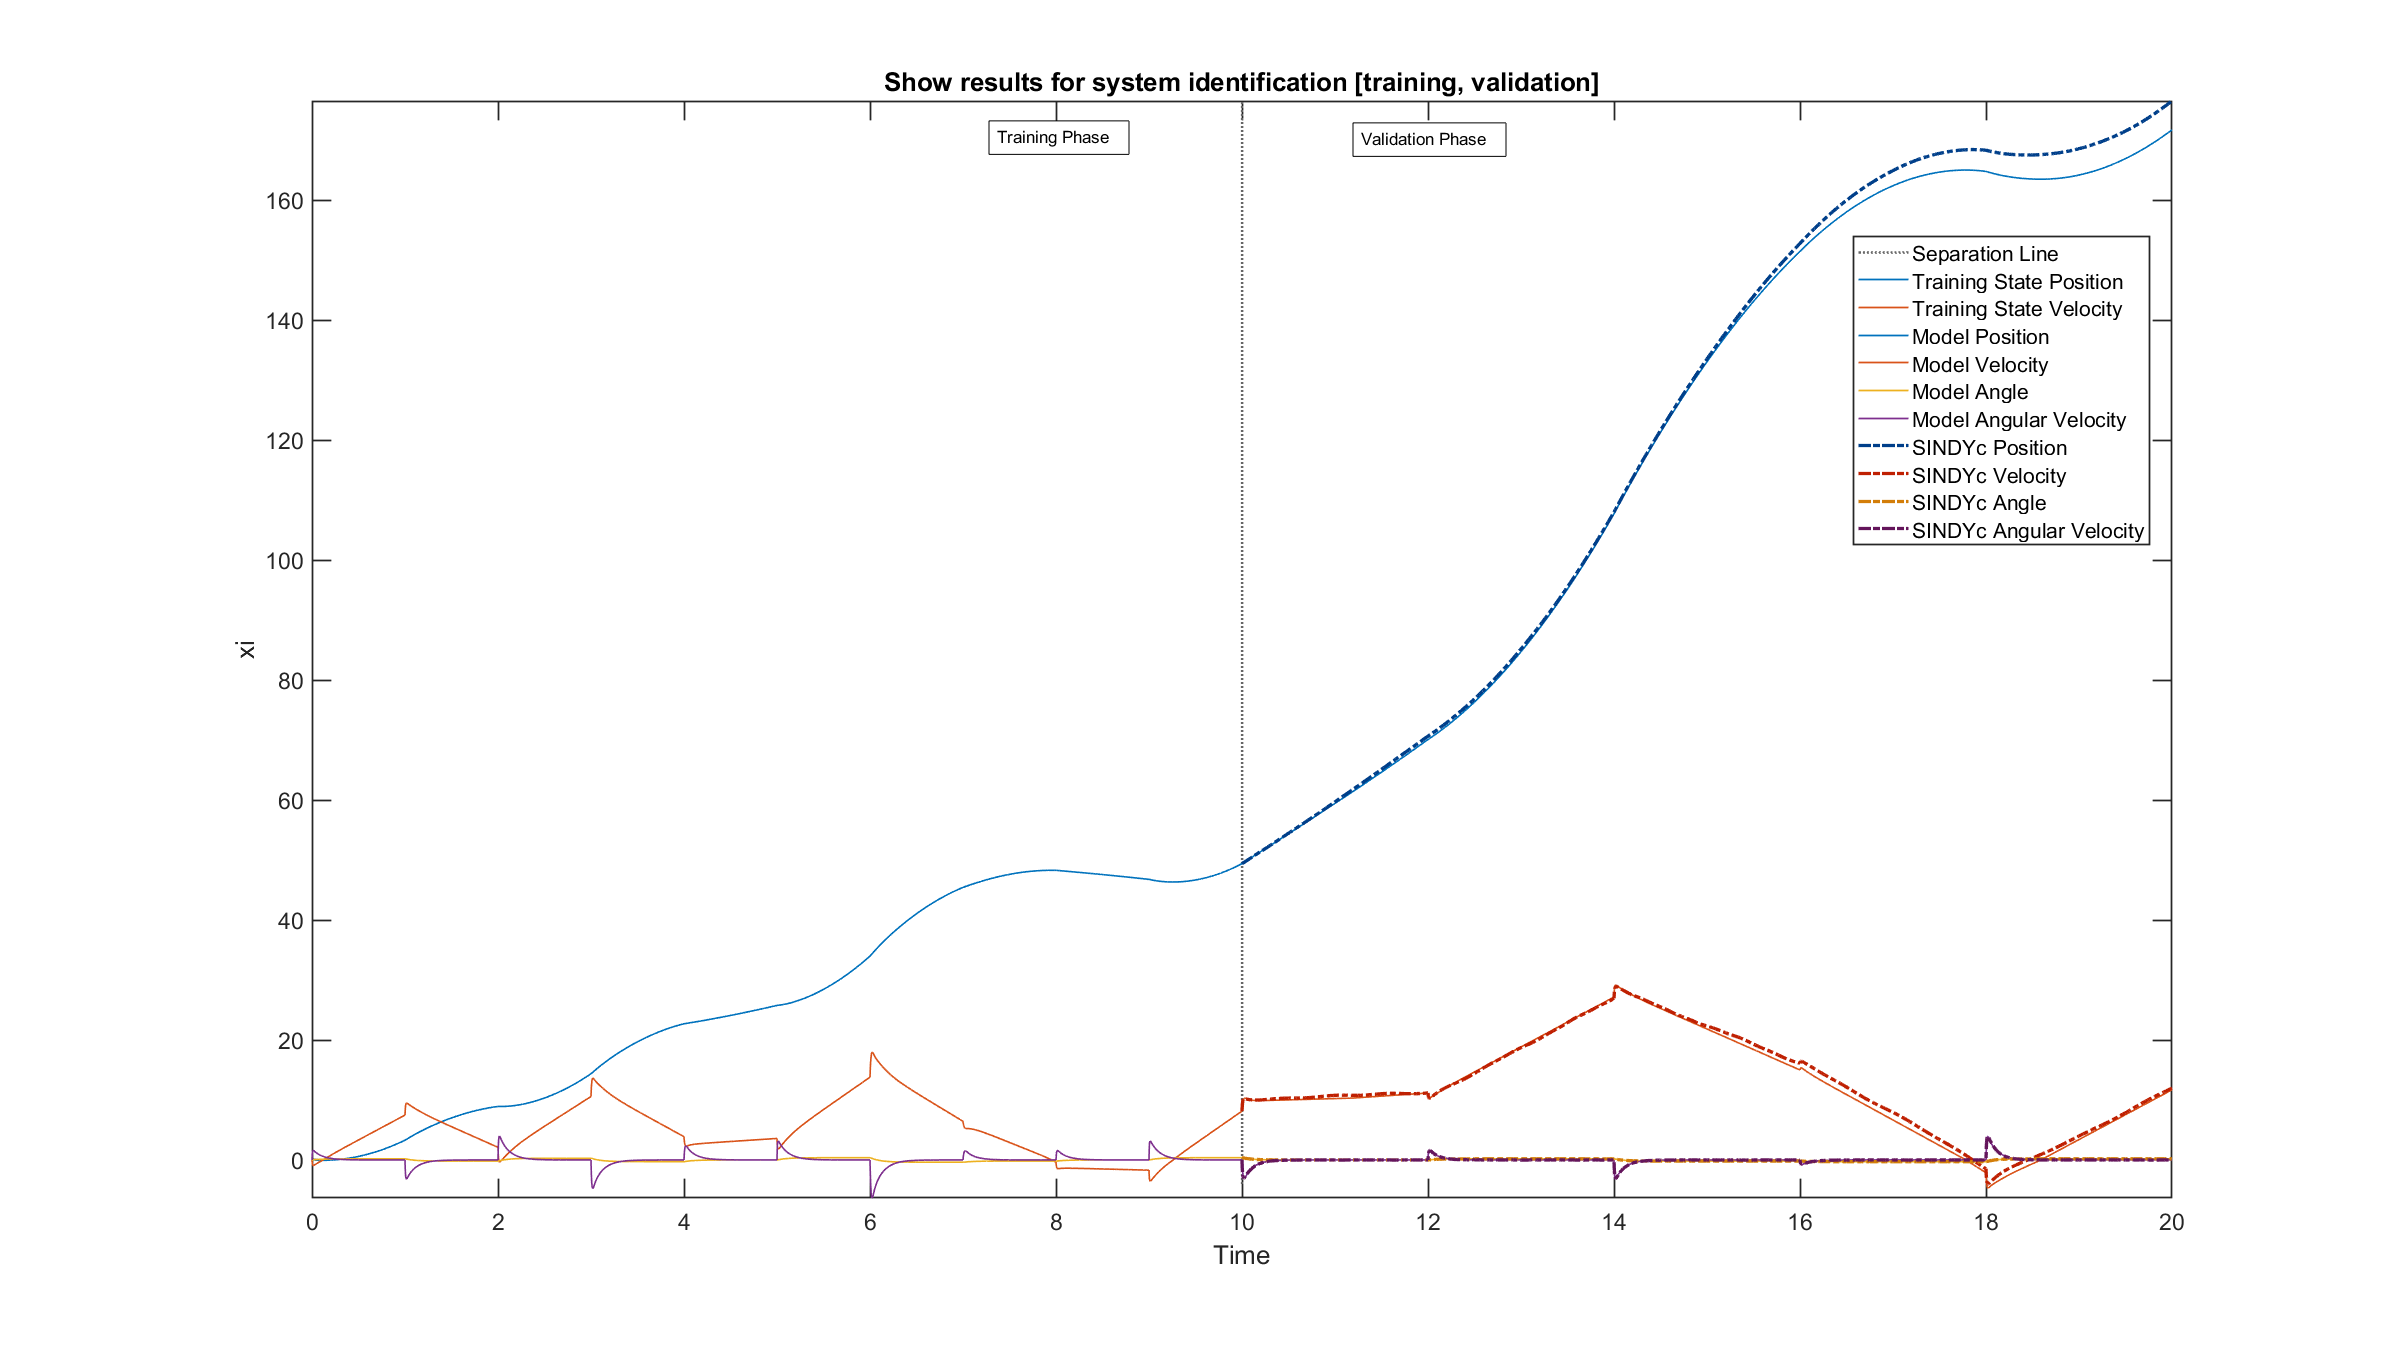 Show results for system identification [training, validation]
Training Phase
Validation Phase
160
140
120
100
80
60
40
20
0
xi
Separation Line
Training State Position
Training State Velocity
Model Position
Model Velocity
Model Angle
Model Angular Velocity
SINDYc Position
SINDYc Velocity
SINDYc Angle
SINDYc Angular Velocity
0 2 4 6 8 10 12 14 16 18 20
Time